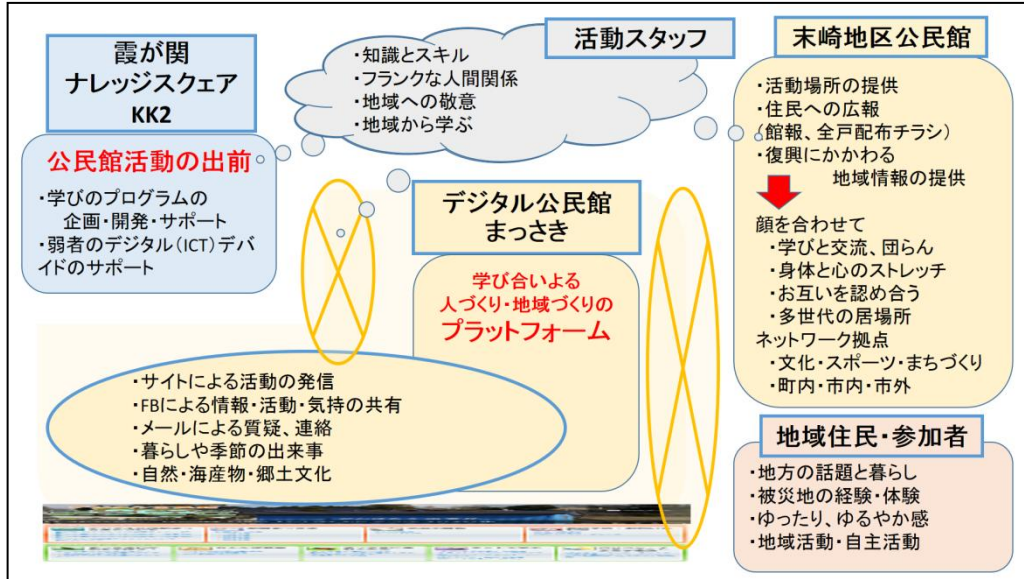 霞が関
ナレッジスクェア
KK2
公民館活動の出前
・学びのプログラムの
企画・開発・サポート
・弱者のデジタル(ICT)デバ
イドのサポート
活動スタッフ
・知識とスキル
・フランクな人間関係
・地域への敬意
・地域から学ぶ
デジタル公民館
まっさき
学び合いよる
人づくり・地域づくりの
プラットフォーム
・サイトによる活動の発信
・FBによる情報・活動・気持の共有
・メールによる質疑、連絡
・暮らしや季節の出来事
・自然・海産物・郷土文化
末崎地区公民館
・活動場所の提供
・住民への広報
(館報、全戸配布チラシ)
・復興にかかわる
地域情報の提供
顔を合わせて
・学びと交流、団らん
・身体と心のストレッチ
・お互いを認め合う
・多世代の居場所
ネットワーク拠点
・文化・スポーツ・まちづくり
・町内・市内・市外
地域住民・参加者
・地方の話題と暮らし
・被災地の経験・体験
・ゆったり、ゆるやか感
・地域活動・自主活動